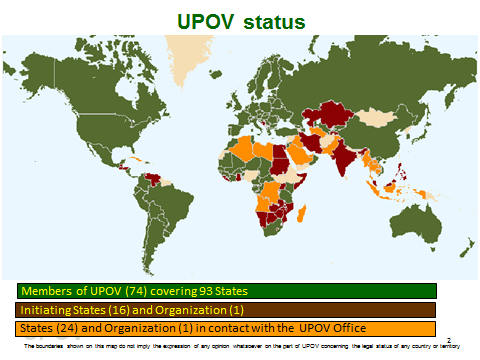 UPOV status
Members of UPOV (74) covering 93 States
Initiating States (16) and Organization (1)
States (24) and Organization (1) in contact with the UPOV Office
2
The boundaries shown on this map do not imply the expression of any opinion whatsoever on the part of UPOV concerning the legal status of any country or territory